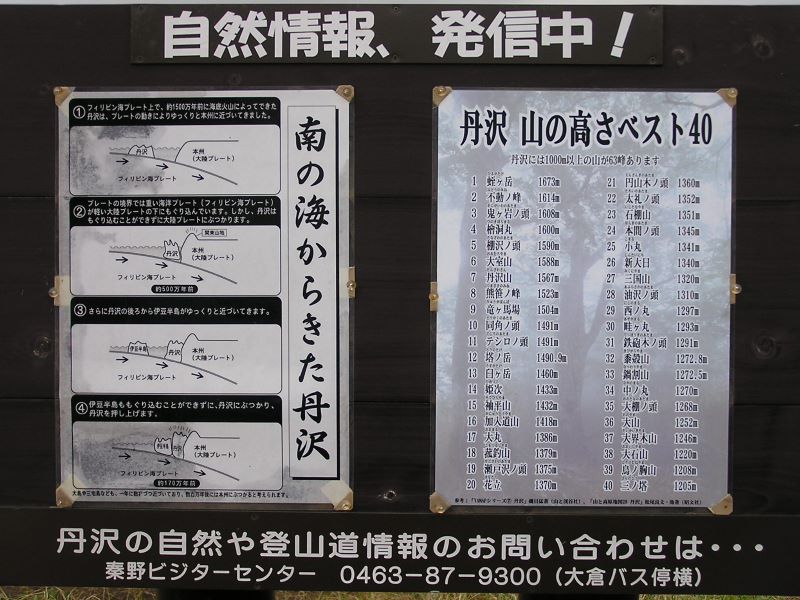 自然情報、発信中！
南の海からきた丹沢
① フィリピン海プレート上で、約1500万年前に海底火山によってできた
丹沢は、プレートの動きによりゆっくりと本州に近づいてきました。
丹沢
本州
(大陸プレート)
フィリピン海プレート
② プレートの境界では重い海洋プレート（フィリピン海プレート）
が軽い大陸プレートの下にもぐり込んでいます。しかし、丹沢は
もぐり込むことができずに大陸プレートにぶつかります。
関東山地
丹沢
本州
(大陸プレート)
フィリピン海プレート
約500万年前
③ さらに丹沢の後ろから伊豆半島がゆっくりと近づいてきます。
伊豆半島
丹沢
本州
(大陸プレート)
フィリピン海プレート
④ 伊豆半島ももぐり込むことができずに、丹沢にぶつかり、
丹沢を押し上げます。
伊豆半島
丹沢
本州
(大陸プレート)
フィリピン海プレート
約170万年前
丹沢 山の高さベスト40
丹沢には1000m以上の山が63峰あります
1 蛭ヶ岳 1673m
2 不動ノ峰 1614m
3 鬼ヶ岩ノ頭 1608m
4 檜洞丸 1600m
5 棚沢ノ頭 1590m
6 大室山 1588m
7 丹沢山 1567m
8 熊笹ノ峰 1523m
9 竜ヶ馬場 1504m
10 同角ノ頭 1491m
11 テシロノ頭 1491m
12 塔ノ岳 1490.9m
13 臼ヶ岳 1460m
14 姫次 1433m
15 袖平山 1432m
16 加入道山 1418m
17 大丸 1386m
18 菰釣山 1379m
19 瀬戸沢ノ頭 1375m
20 花立 1370m
21 円山木ノ頭 1360m
22 太礼ノ頭 1352m
23 石棚山 1351m
24 本間ノ頭 1345m
25 小丸 1341m
26 新大日 1340m
27 三国山 1320m
28 油沢ノ頭 1310m
29 西ノ丸 1297m
30 畦ヶ丸 1293m
31 鉄砲木ノ頭 1291m
32 黍殻山 1272.8m
33 鍋割山 1272.5m
34 中ノ丸 1270m
35 大棚ノ頭 1268m
36 大山 1252m
37 大界木山 1246m
38 大石山 1220m
39 鳥ノ胸山 1208m
40 三ノ塔 1205m
丹沢の自然や登山道情報のお問い合わせは・・・
秦野ビジターセンター 0463-87-9300（大倉バス停横）